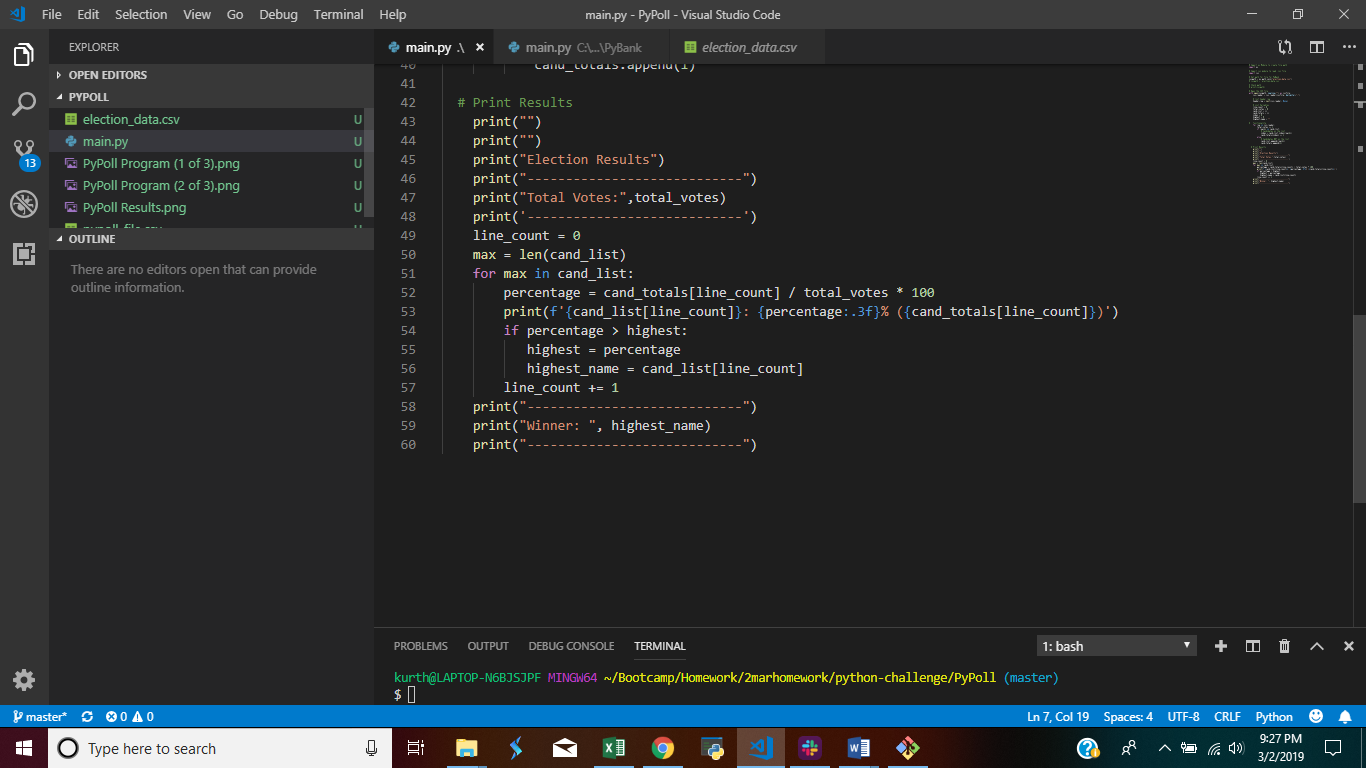 File Edit Selection View Go Debug Terminal Help main.py - PyPoll - Visual Studio Code
EXPLORER
OPEN EDITORS
PYPOLL
election_data.csv U
main.py U
PyPoll Program (1 of 3).png U
PyPoll Program (2 of 3).png U
PyPoll Results.png U
pypoll_file.csv U
OUTLINE
There are no editors open that can provide
outline information.
13
main.py .\ main.py C:\...\PyBank election_data.csv
40 cand_totals.append(1)
41
42 # Print Results
43 print("")
44 print("")
45 print("Election Results")
46 print("----------------------------")
47 print("Total Votes:",total_votes)
48 print('----------------------------')
49 line_count = 0
50 max = len(cand_list)
51 for max in cand_list:
52 percentage = cand_totals[line_count] / total_votes * 100
53 print(f'{cand_list[line_count]}: {percentage:.3f}% ({cand_totals[line_count]})')
54 if percentage > highest:
55 highest = percentage
56 highest_name = cand_list[line_count]
57 line_count += 1
58 print("----------------------------")
59 print("Winner: ", highest_name)
60 print("----------------------------")
PROBLEMS OUTPUT DEBUG CONSOLE TERMINAL 1: bash
kurth@LAPTOP-N6BJSJPF MINGW64 ~/Bootcamp/Homework/2marhomework/python-challenge/PyPoll (master)
$
master* 0 0 Ln 7, Col 19 Spaces: 4 UTF-8 CRLF Python
Type here to search
9:27 PM
3/2/2019